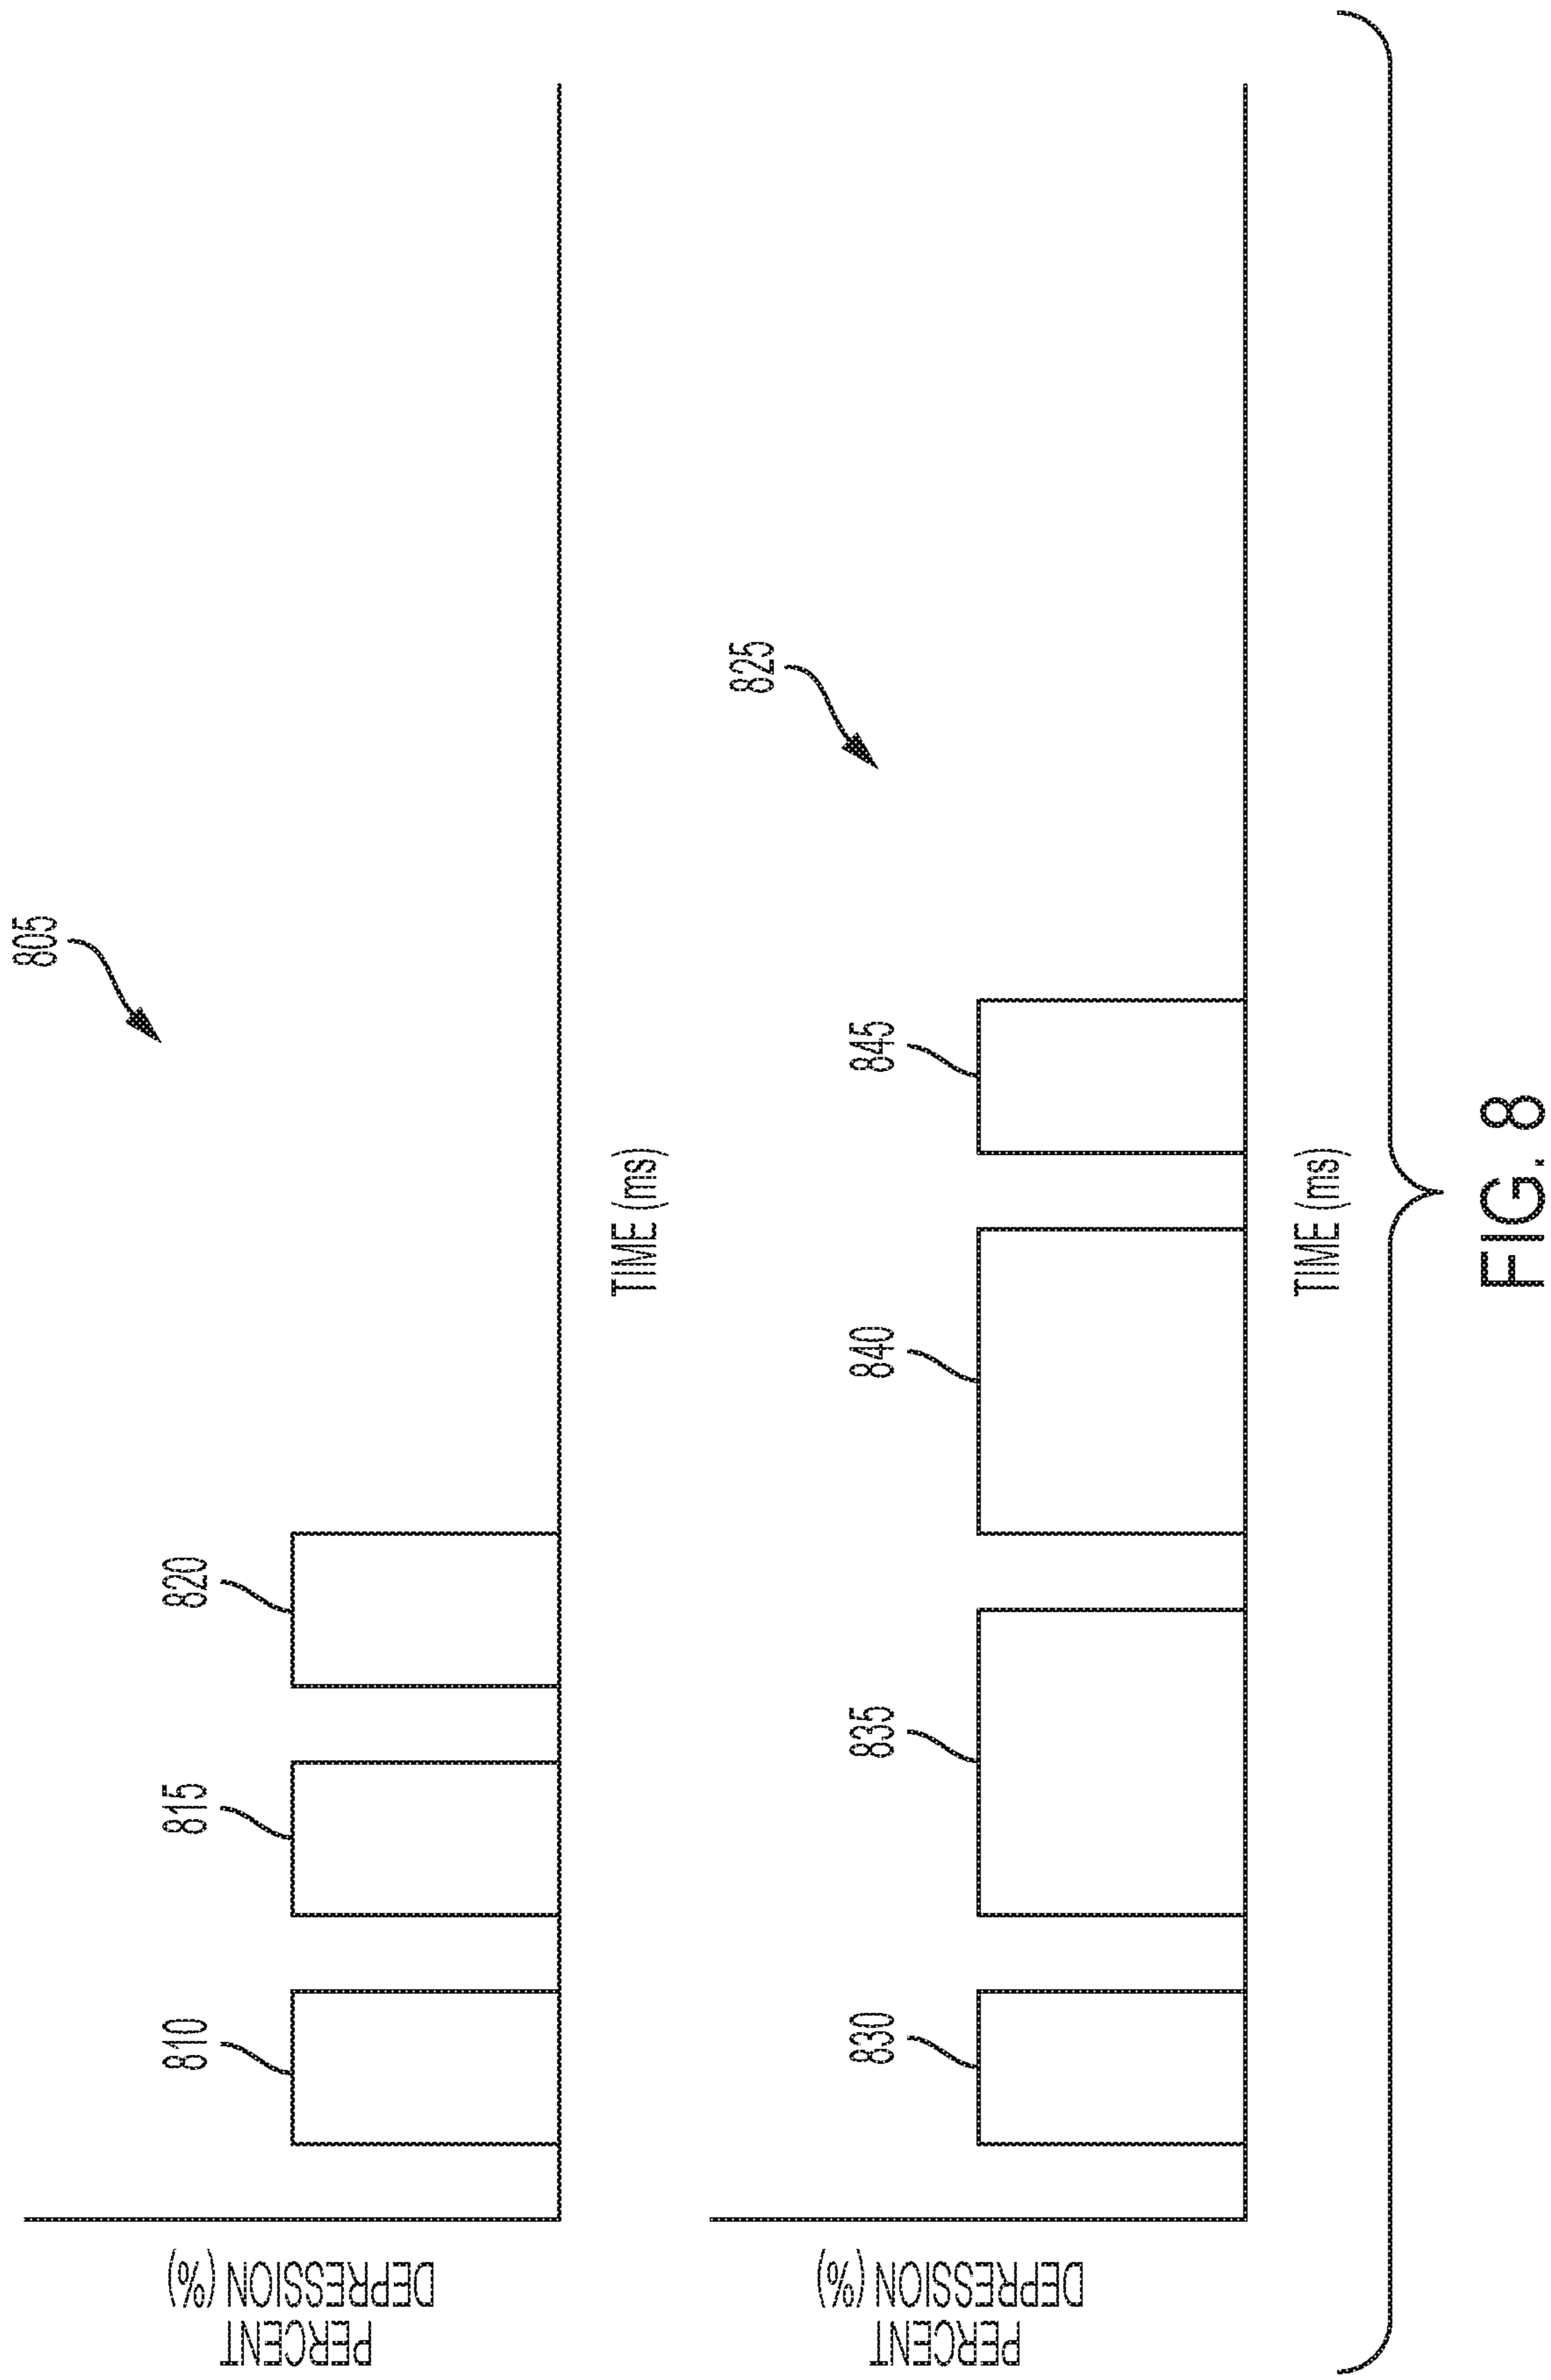 805
810
815
820
PERCENT
DEPRESSION (%)
TIME (ms)
825
830
835
840
845
PERCENT
DEPRESSION (%)
TIME (ms)
FIG. 8